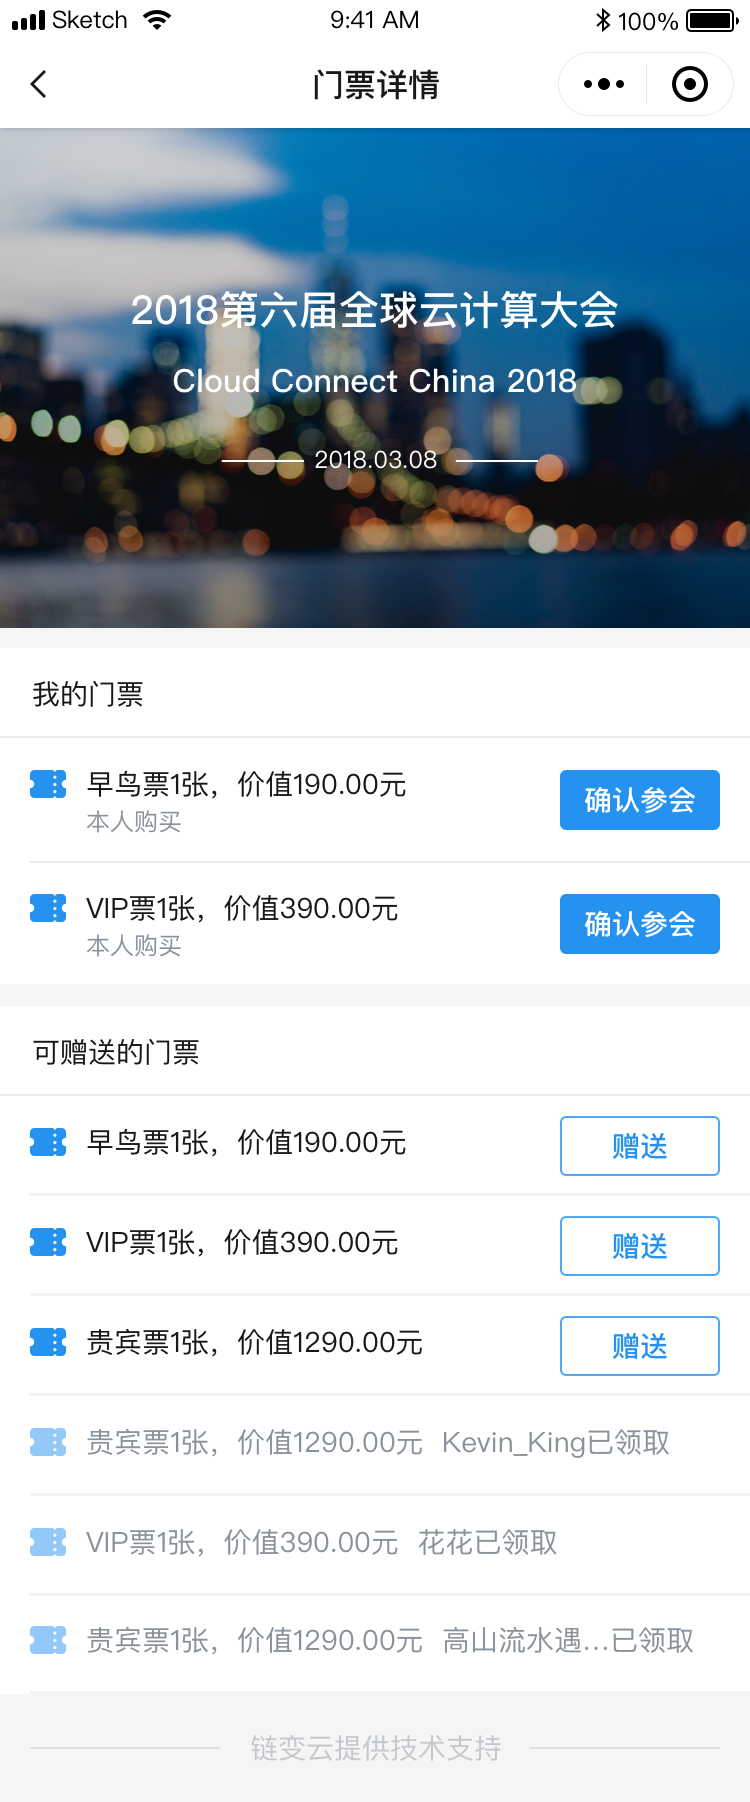 Sketch 9:41 AM 100%
门票详情
2018第六届全球云计算大会
Cloud Connect China 2018
2018.03.08
我的门票
早鸟票1张，价值190.00元
本人购买
确认参会
VIP票1张，价值390.00元
本人购买
确认参会
可赠送的门票
早鸟票1张，价值190.00元 赠送
VIP票1张，价值390.00元 赠送
贵宾票1张，价值1290.00元 赠送
贵宾票1张，价值1290.00元 Kevin_King已领取
VIP票1张，价值390.00元 花花已领取
贵宾票1张，价值1290.00元 高山流水遇...已领取
链变云提供技术支持